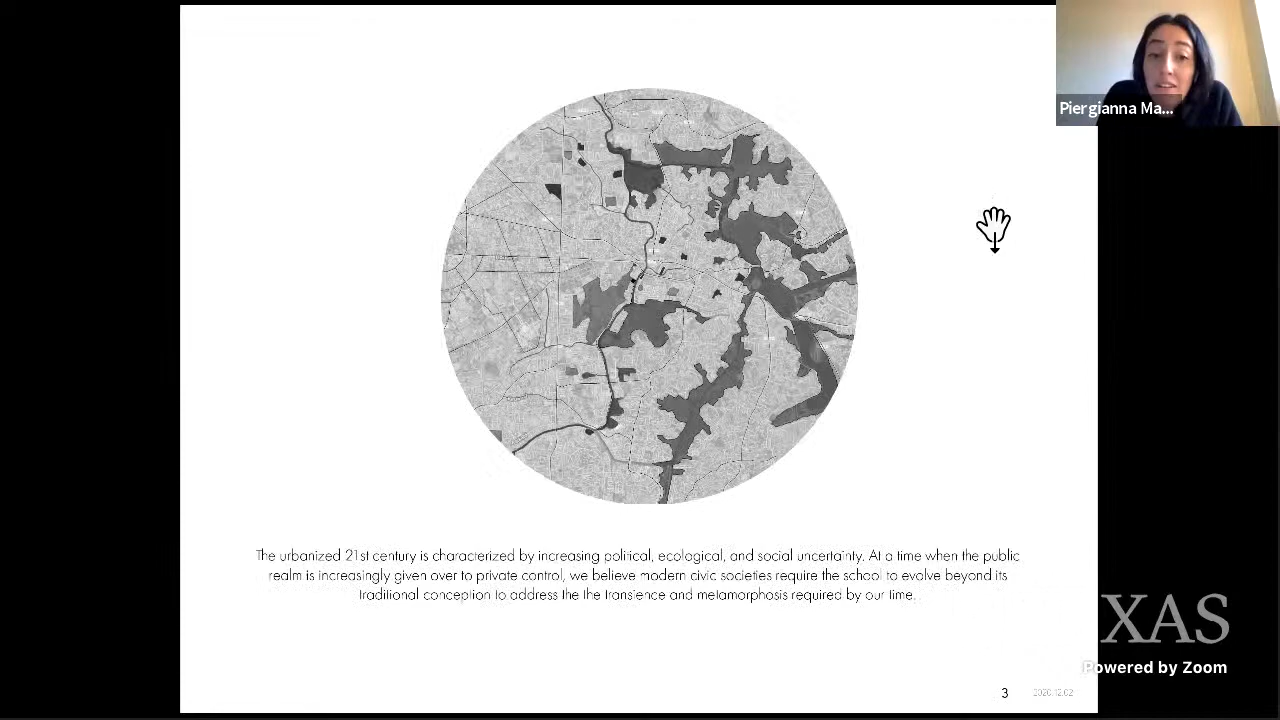 Piergianna Ma...
The urbanized 21st century is characterized by increasing political, ecological, and social uncertainty. At a time when the public
realm is increasingly given over to private control, we believe modern civic societies require the school to evolve beyond its
traditional conception to address the the transience and metamorphosis required by our time.
XAS
Powered by Zoom
3
2020.12.02